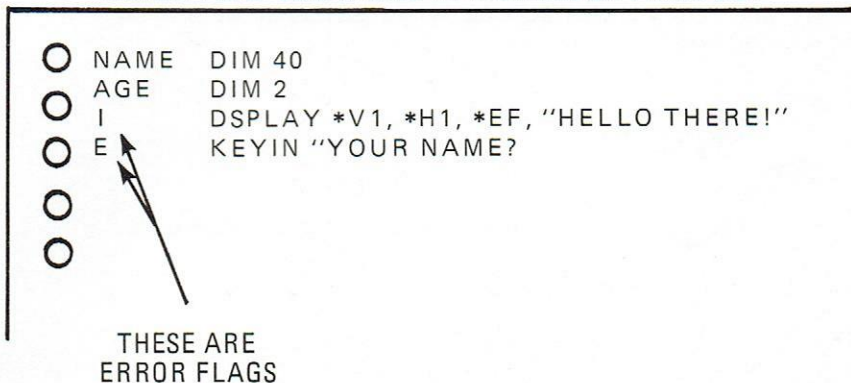 NAME DIM 40
AGE DIM 2
I DSPLAY *V1, *H1, *EF, "HELLO THERE!"
E KEYIN "YOUR NAME?
THESE ARE
ERROR FLAGS